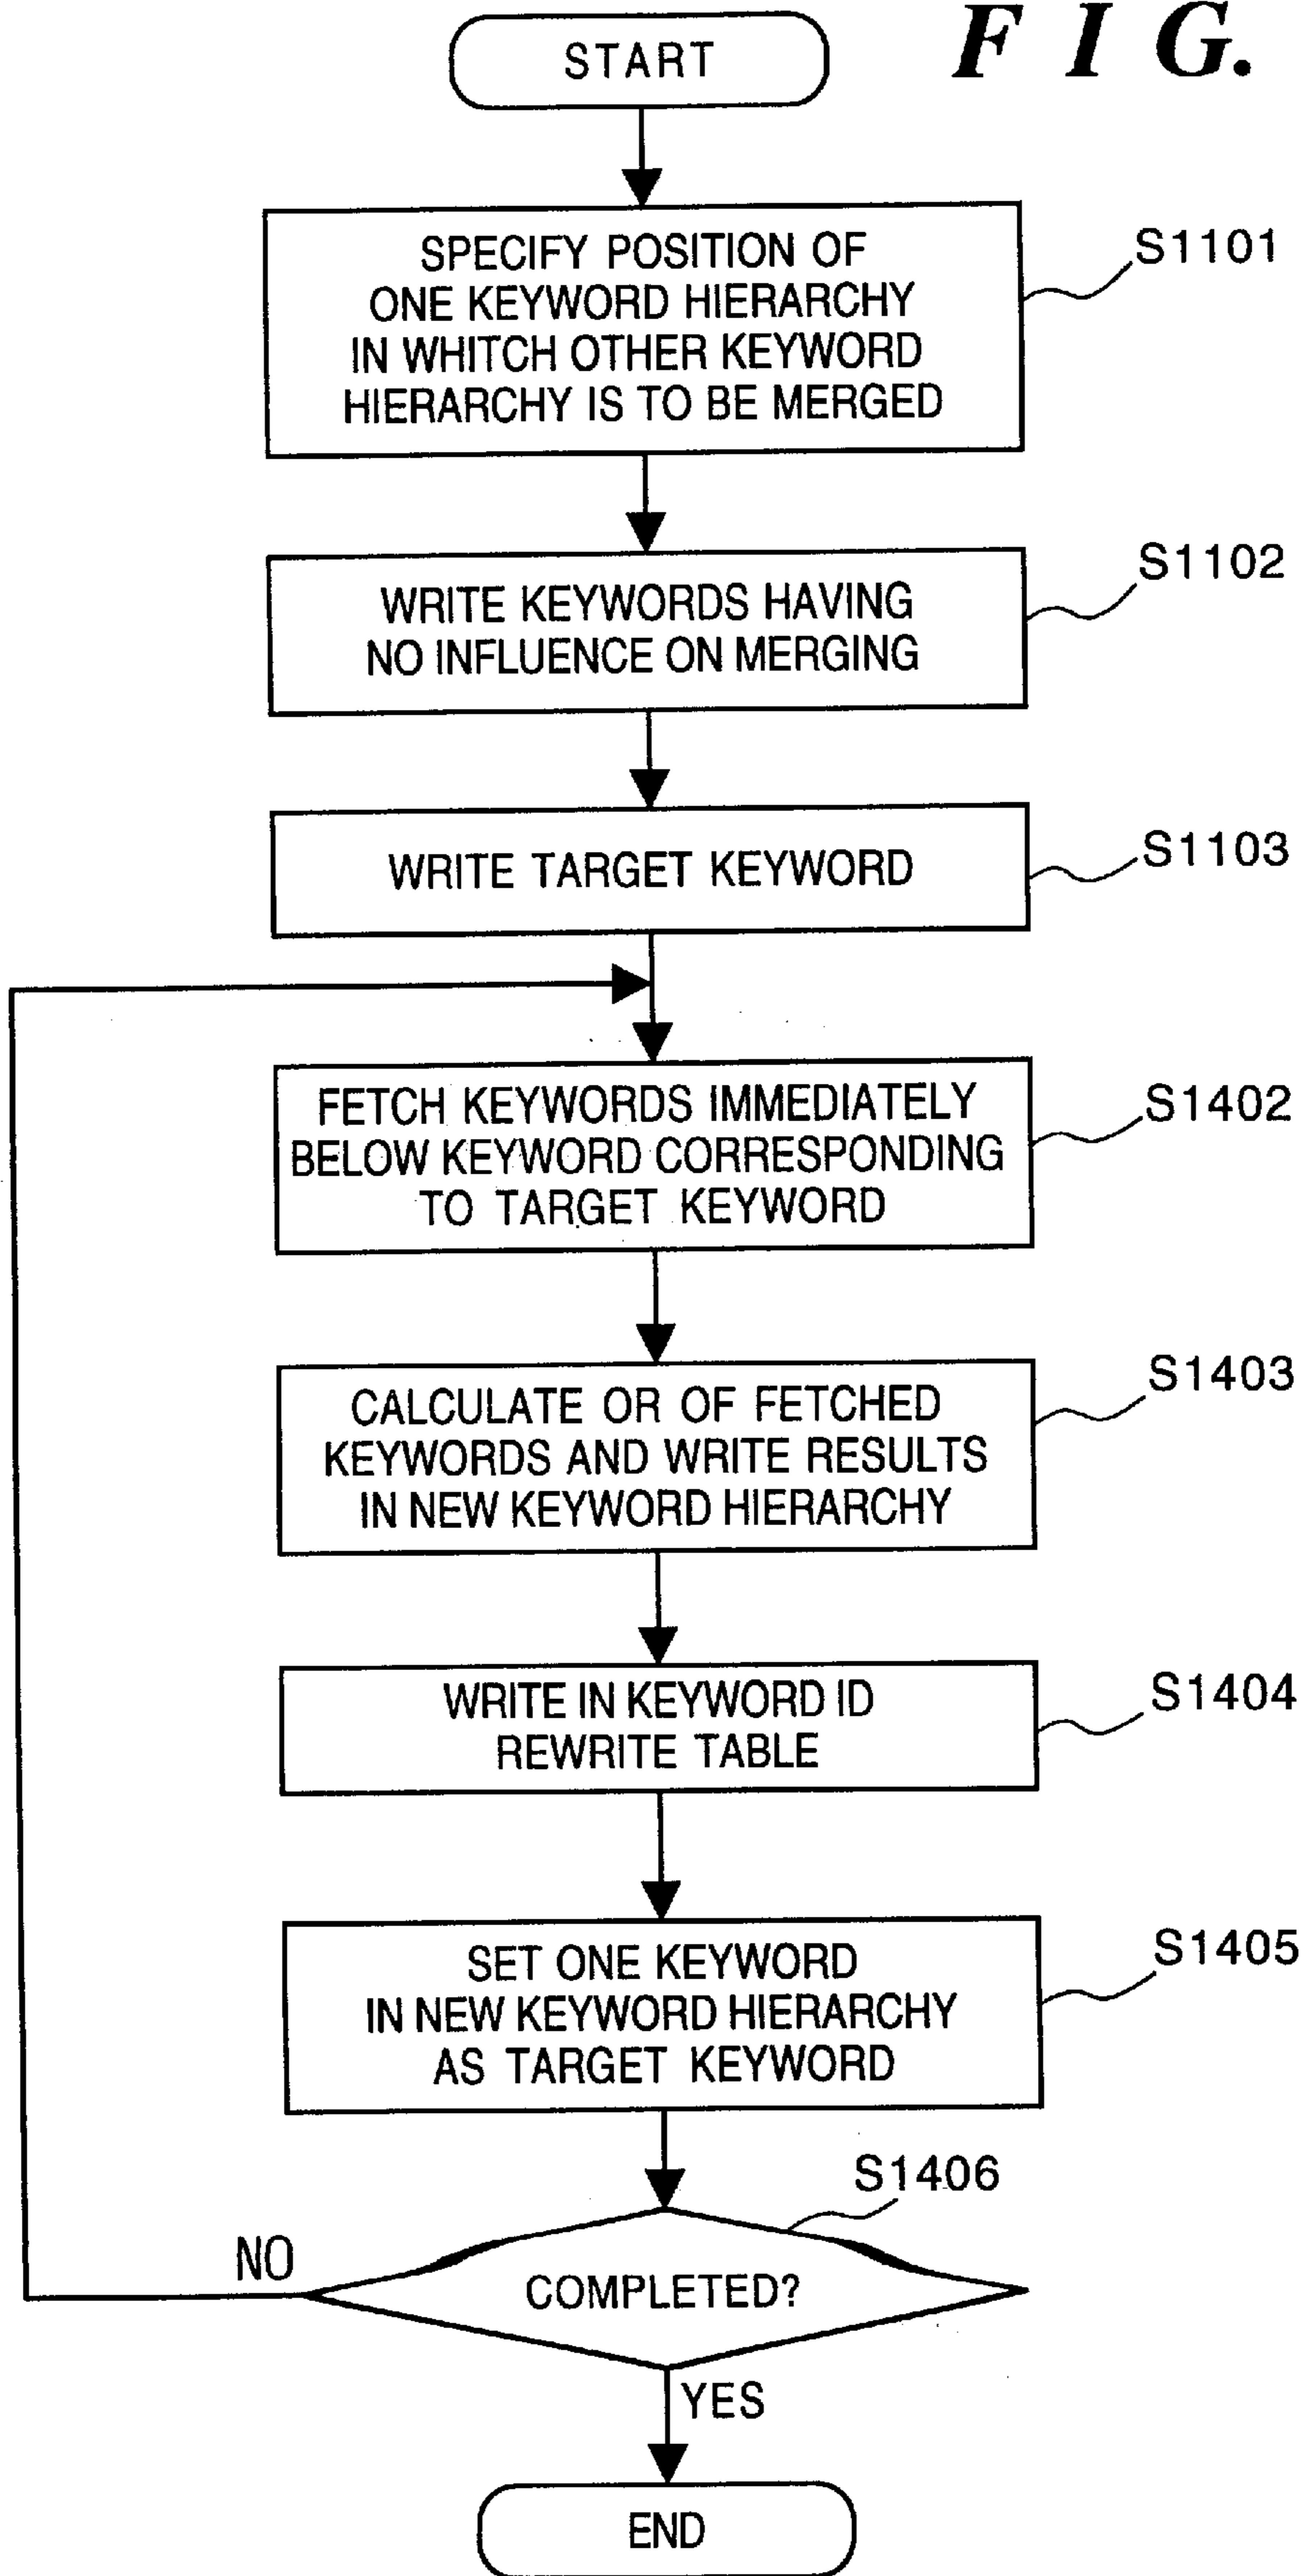 F I G.
START
SPECIFY POSITION OF
ONE KEYWORD HIERARCHY
IN WHITCH OTHER KEYWORD
HIERARCHY IS TO BE MERGED
S1101
WRITE KEYWORDS HAVING
NO INFLUENCE ON MERGING
S1102
WRITE TARGET KEYWORD
S1103
FETCH KEYWORDS IMMEDIATELY
BELOW KEYWORD CORRESPONDING
TO TARGET KEYWORD
S1402
CALCULATE OR OF FETCHED
KEYWORDS AND WRITE RESULTS
IN NEW KEYWORD HIERARCHY
S1403
WRITE IN KEYWORD ID
REWRITE TABLE
S1404
SET ONE KEYWORD
IN NEW KEYWORD HIERARCHY
AS TARGET KEYWORD
S1405
S1406
NO
COMPLETED?
YES
END